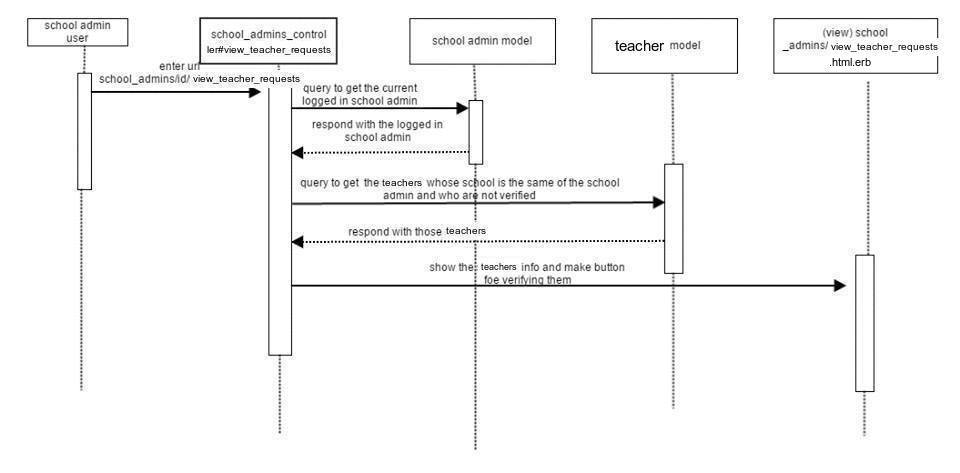 school admin
user
school_admins_control
ler#view_teacher_requests
school admin model
teacher model
(view) school
_admins/ view_teacher_requests
.html.erb
enter url
school_admins/id/ view_teacher_requests
query to get the current
logged in school admin
respond with the logged in
school admin
query to get the teachers whose school is the same of the school
admin and who are not verified
respond with those teachers
show the teachers info and make button
foe verifying them